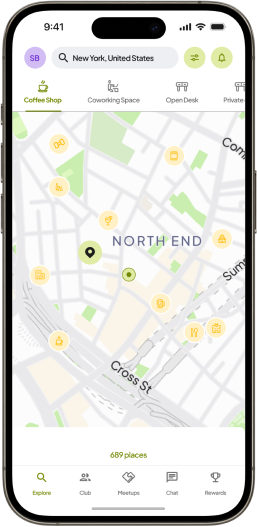 9:41
SB
New York, United States
Coffee Shop
Coworking Space
Open Desk
Private
Com
NORTH END
Sum
Cross St
689 places
Explore
Club
Meetups
Chat
Rewards